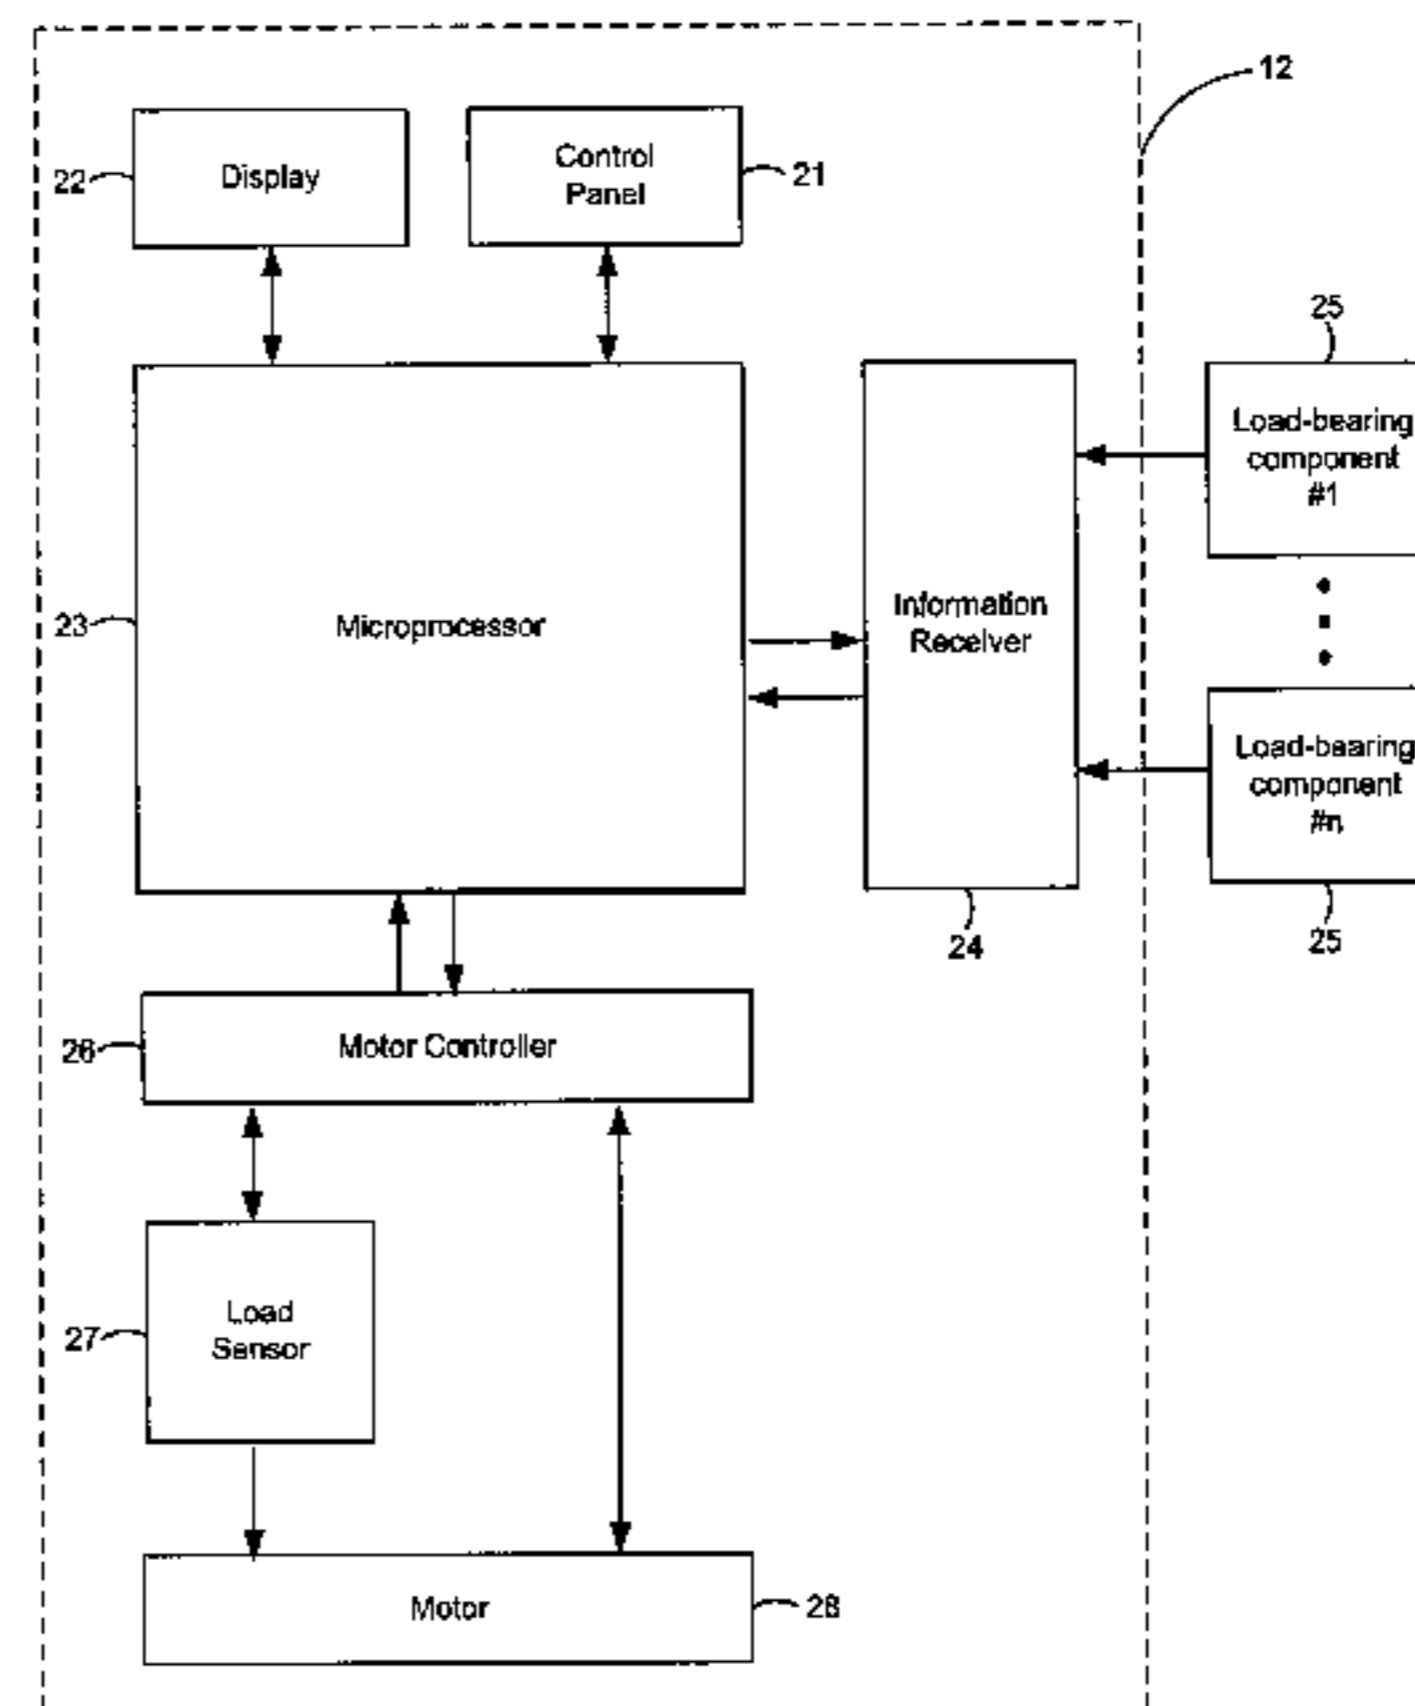 12
Display
Control
Panel
22
21
25
Load-bearing
component
#1
Microprocessor
23
Information
Receiver
Load-bearing
component
#n
24
25
Motor Controller
26
Load
Sensor
27
Motor
28